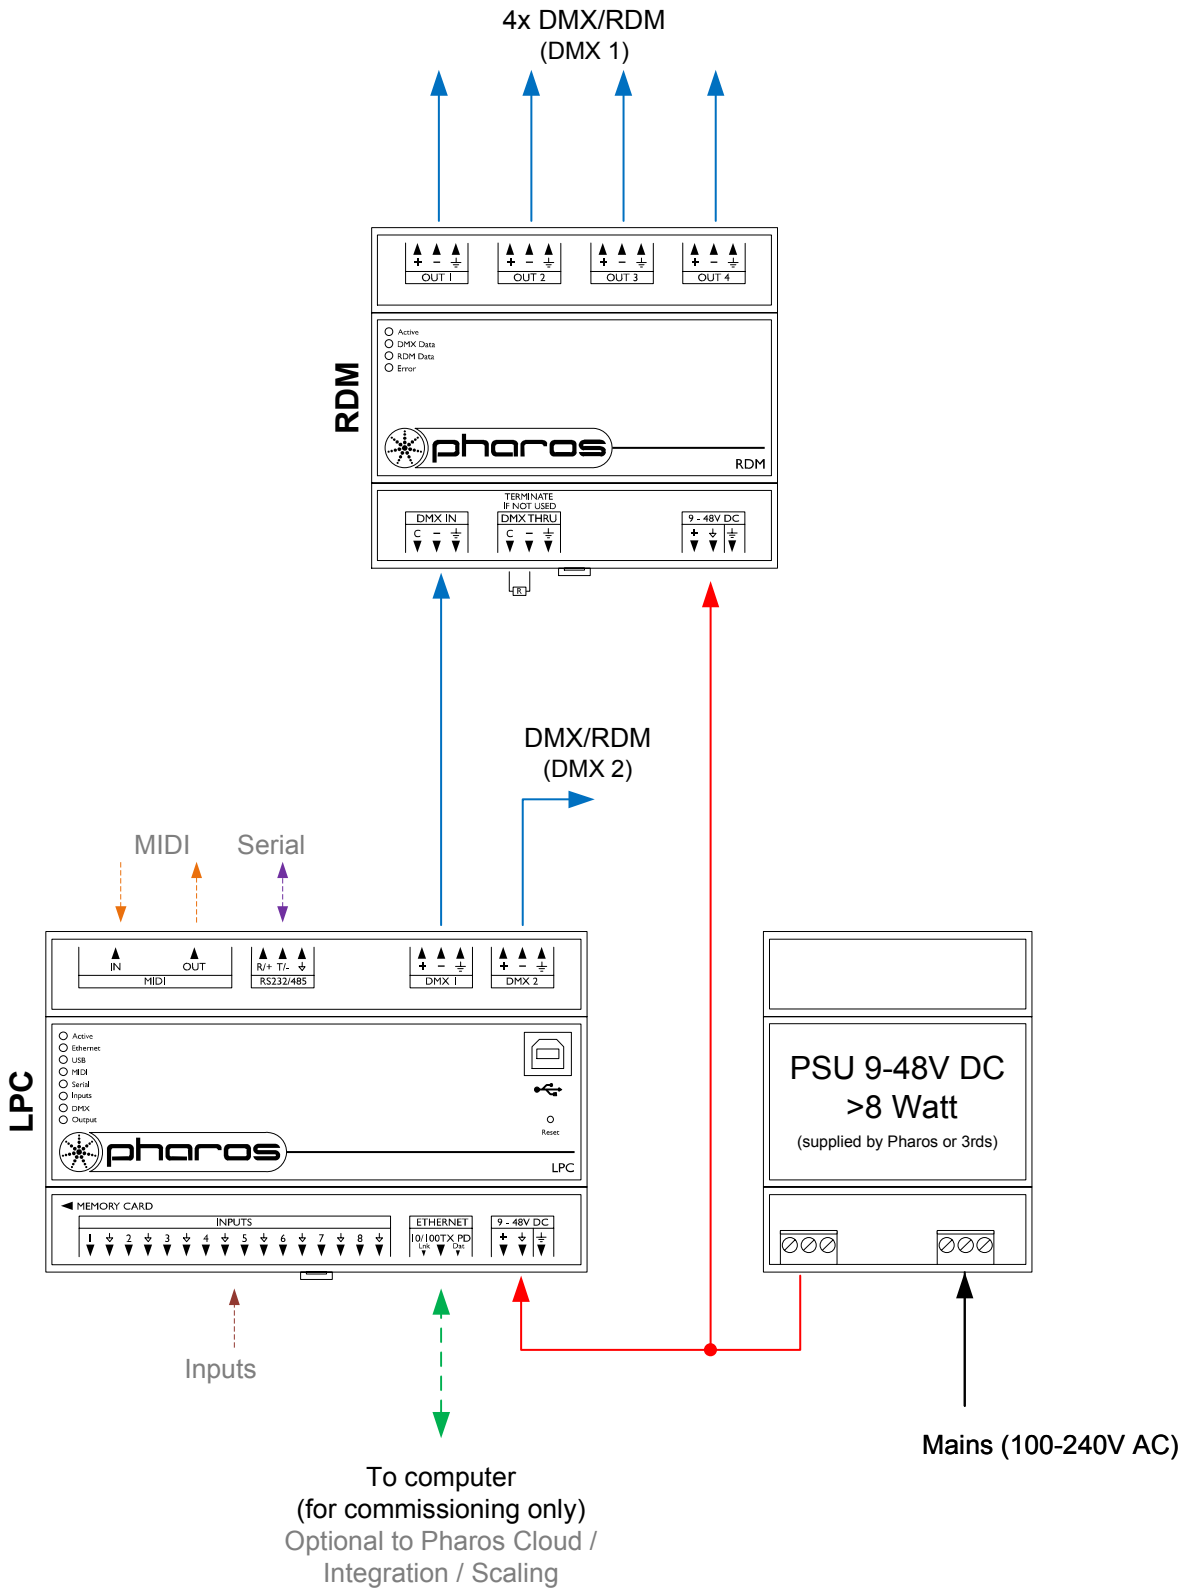 4x DMX/RDM
(DMX 1)
+ −
OUT 1
+ −
OUT 2
+ −
OUT 3
+ −
OUT 4
RDM
Active
DMX Data
RDM Data
Error
pharos
RDM
TERMINATE
IF NOT USED
DMX IN
DMX THRU
9 - 48V DC
C −
C −
+
R
DMX/RDM
(DMX 2)
MIDI
Serial
IN
OUT
MIDI
R/+ T/-
RS232/485
+ −
DMX 1
+ −
DMX 2
LPC
Active
Ethernet
USB
MIDI
Serial
Inputs
DMX
Output
Reset
pharos
LPC
PSU 9-48V DC
>8 Watt
(supplied by Pharos or 3rds)
MEMORY CARD
INPUTS
1 2 3 4 5 6 7 8
ETHERNET
10/100TX PD
Lnk Dat
9 - 48V DC
+
Inputs
Mains (100-240V AC)
To computer
(for commissioning only)
Optional to Pharos Cloud /
Integration / Scaling